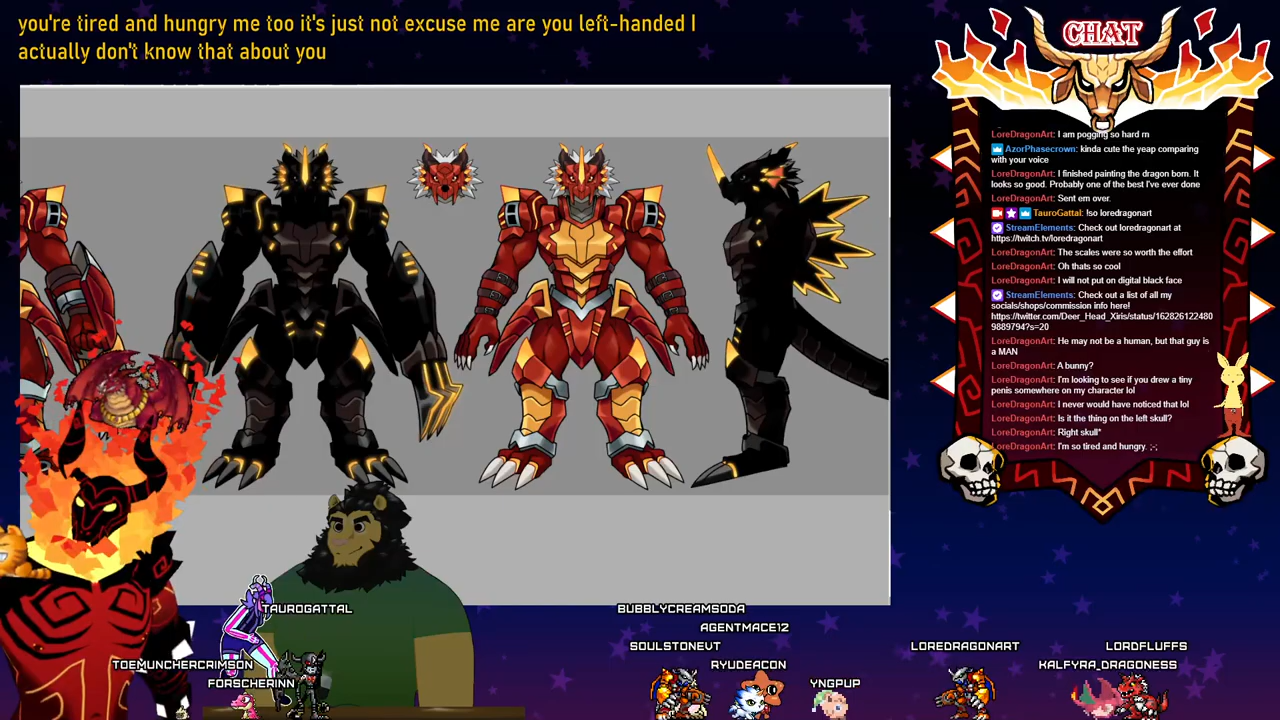 you're tired and hungry me too it's just not excuse me are you left-handed I
actually don't know that about you
CHAT
LoreDragonArt: I am pogging so hard rn
AzorPhasecrown: kinda cute the yeap comparing
with your voice
LoreDragonArt: I finished painting the dragon born. It
looks so good. Probably one of the best I've ever done
LoreDragonArt: Sent em over.
TauroGattal: !so loredragonart
StreamElements: Check out loredragonart at
https://twitch.tv/loredragonart
LoreDragonArt: The scales were so worth the effort
LoreDragonArt: Oh thats so cool
LoreDragonArt: I will not put on digital black face
StreamElements: Check out a list of all my
socials/shops/commission info here!
https://twitter.com/Deer_Head_Xiris/status/162826122480
9889794?s=20
LoreDragonArt: He may not be a human, but that guy is
a MAN
LoreDragonArt: A bunny?
LoreDragonArt: I'm looking to see if you drew a tiny
penis somewhere on my character lol
LoreDragonArt: I never would have noticed that lol
LoreDragonArt: Is it the thing on the left skull?
LoreDragonArt: Right skull*
LoreDragonArt: I'm so tired and hungry. ;-;
TAUROGATTAL
BUBBLYCREAMSODA
AGENTMACE12
SOULSTONEVT
LOREDRAGONART
LORDFLUFFS
TOEMUNCHERCRIMSON
RYUDEACON
KALFYRA_DRAGONESS
FORSCHERINN
YNGPUP